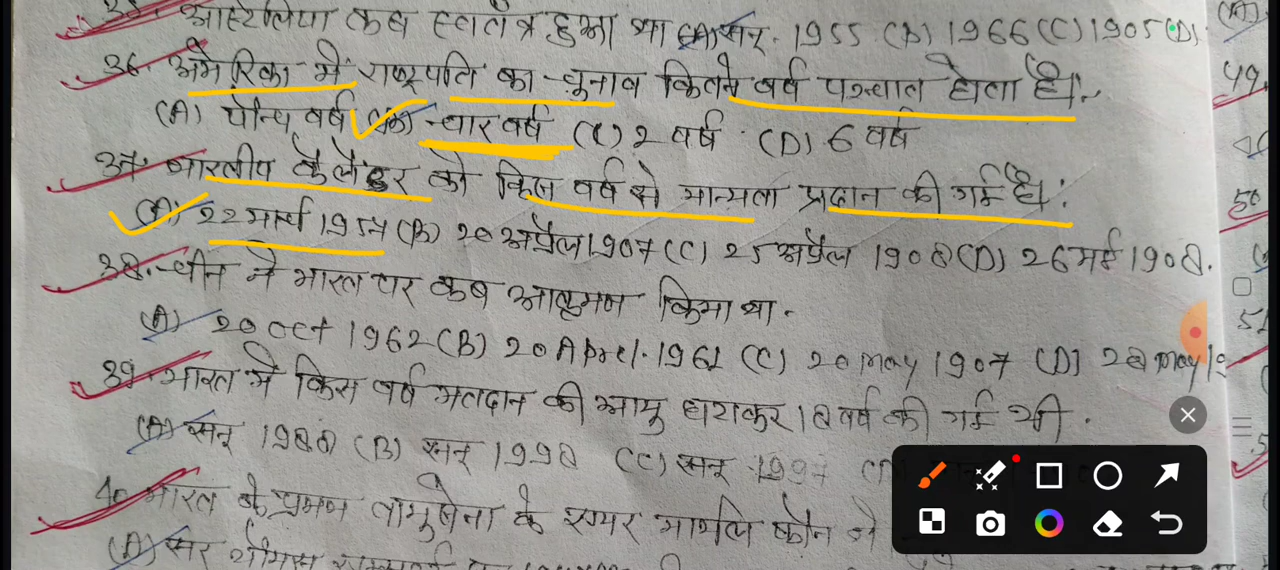 आस्ट्रेलिया कब स्वतंत्र हुआ था (A) सन् 1955 (B) 1966 (C) 1905 (D)
36. अमेरिका में राष्ट्रपति का चुनाव कितने वर्ष पश्चात होता है।
(A) पाँच वर्ष (B) चार वर्ष (C) 2 वर्ष (D) 6 वर्ष
37. भारतीय कैलेंडर को किस वर्ष से मान्यता प्रदान की गई है:
(A) 22 मार्च 1957 (B) 20 अप्रैल 1907 (C) 25 अप्रैल 1908 (D) 26 मई 1908.
38. चीन ने भारत पर कब आक्रमण किया था.
(A) 20 Oct 1962 (B) 20 April. 1961 (C) 20 may 1907 (D) 28 may
39. भारत में किस वर्ष मतदान की आयु घटाकर 18 वर्ष की गई थी.
(A) सन् 1988 (B) सन् 1998 (C) सन् 1997
40 भारत के प्रथम वायुसेना के एयर मार्शल कौन थे
(A) सर थॉमस
49.
50
51